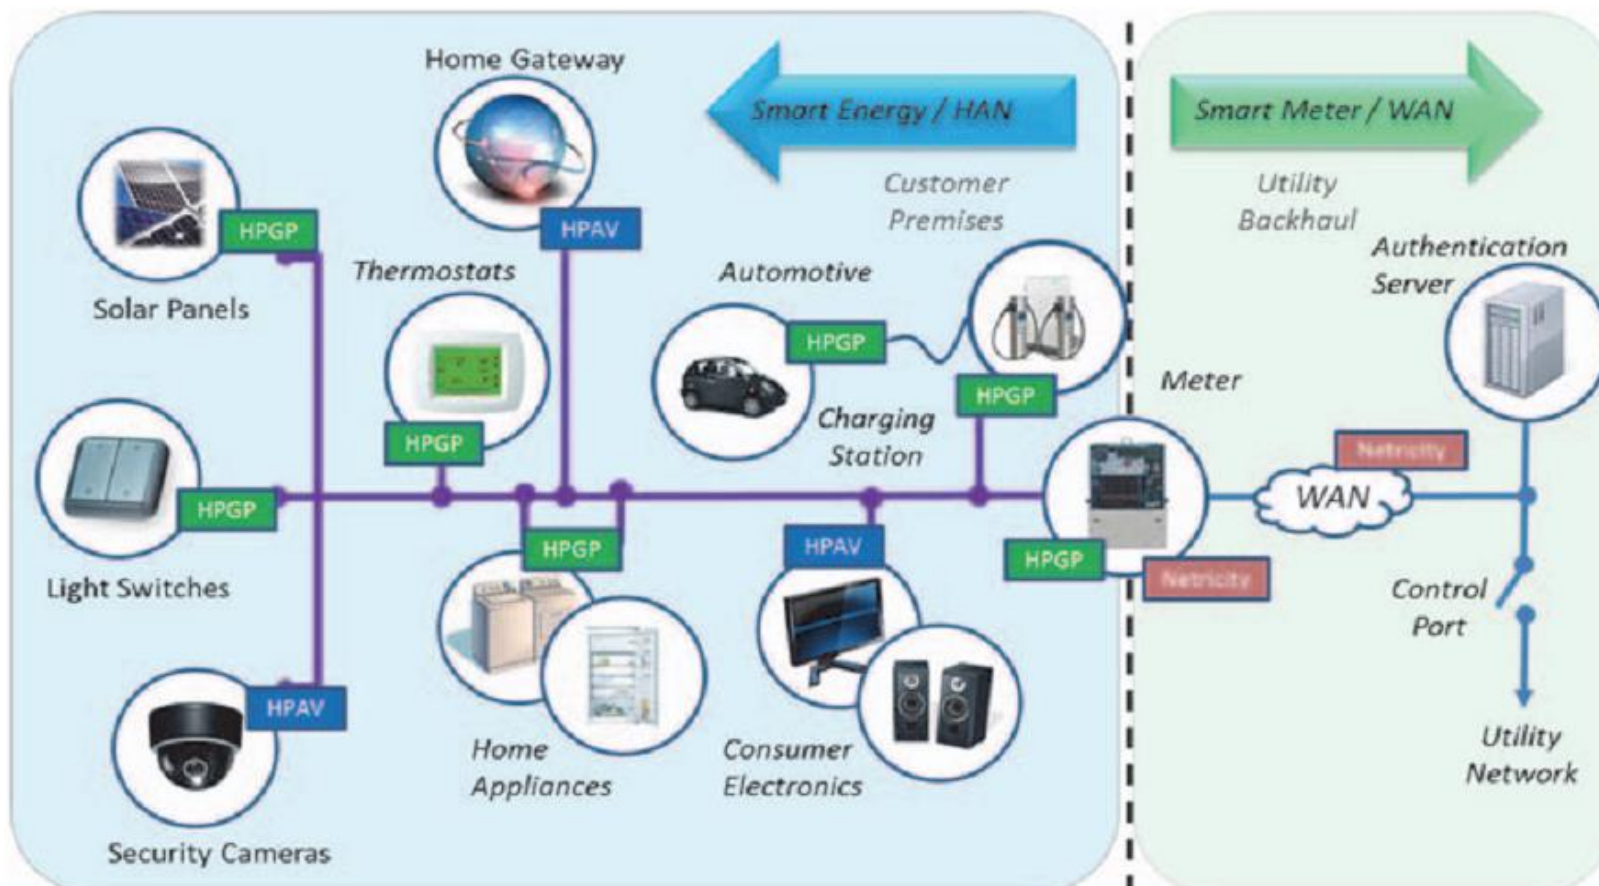 Home Gateway
Smart Energy / HAN
Smart Meter / WAN
Customer
Premises
Utility
Backhaul
HPGP
Solar Panels
HPAV
Thermostats
HPGP
Automotive
HPGP
HPGP
Charging
Station
Authentication
Server
Meter
HPGP
Netricity
WAN
Netricity
Control
Port
Utility
Network
HPGP
Light Switches
HPGP
Home
Appliances
HPAV
Consumer
Electronics
HPAV
Security Cameras